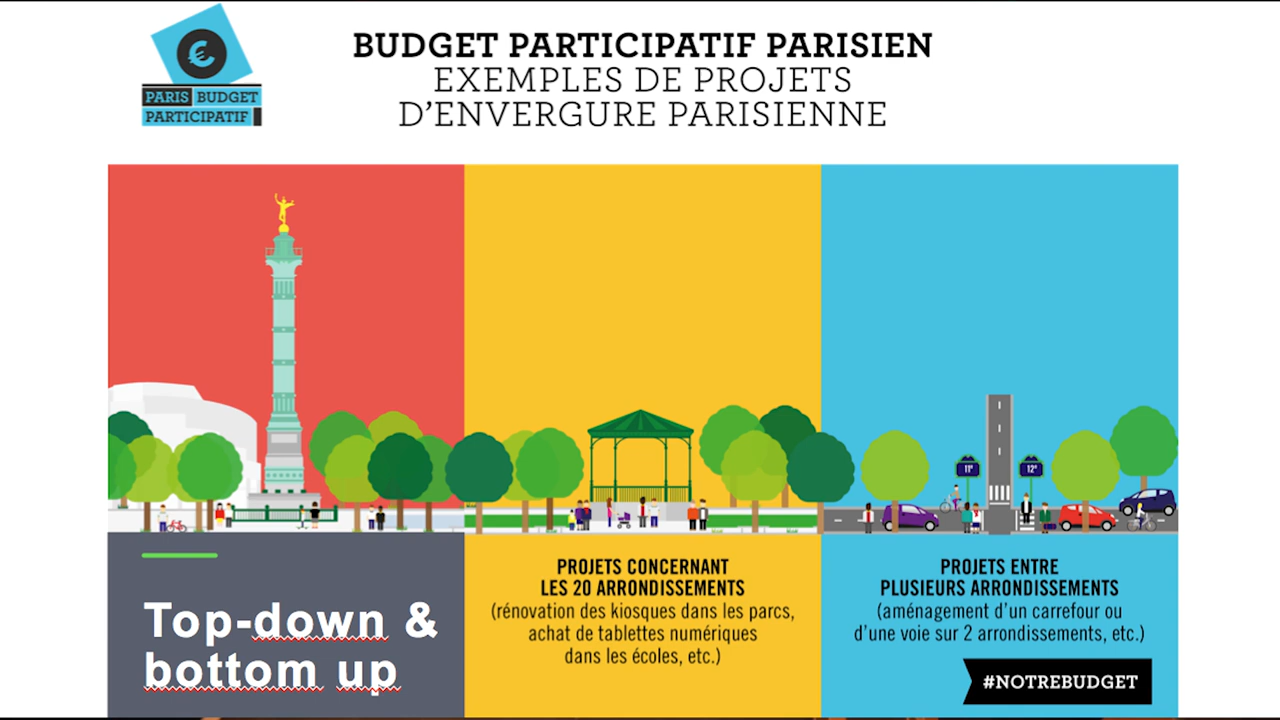 PARIS BUDGET
PARTICIPATIF
BUDGET PARTICIPATIF PARISIEN
EXEMPLES DE PROJETS
D'ENVERGURE PARISIENNE
11e
12e
Top-down &
bottom up
PROJETS CONCERNANT
LES 20 ARRONDISSEMENTS
(rénovation des kiosques dans les parcs,
achat de tablettes numériques
dans les écoles, etc.)
PROJETS ENTRE
PLUSIEURS ARRONDISSEMENTS
(aménagement d'un carrefour ou
d'une voie sur 2 arrondissements, etc.)
#NOTREBUDGET